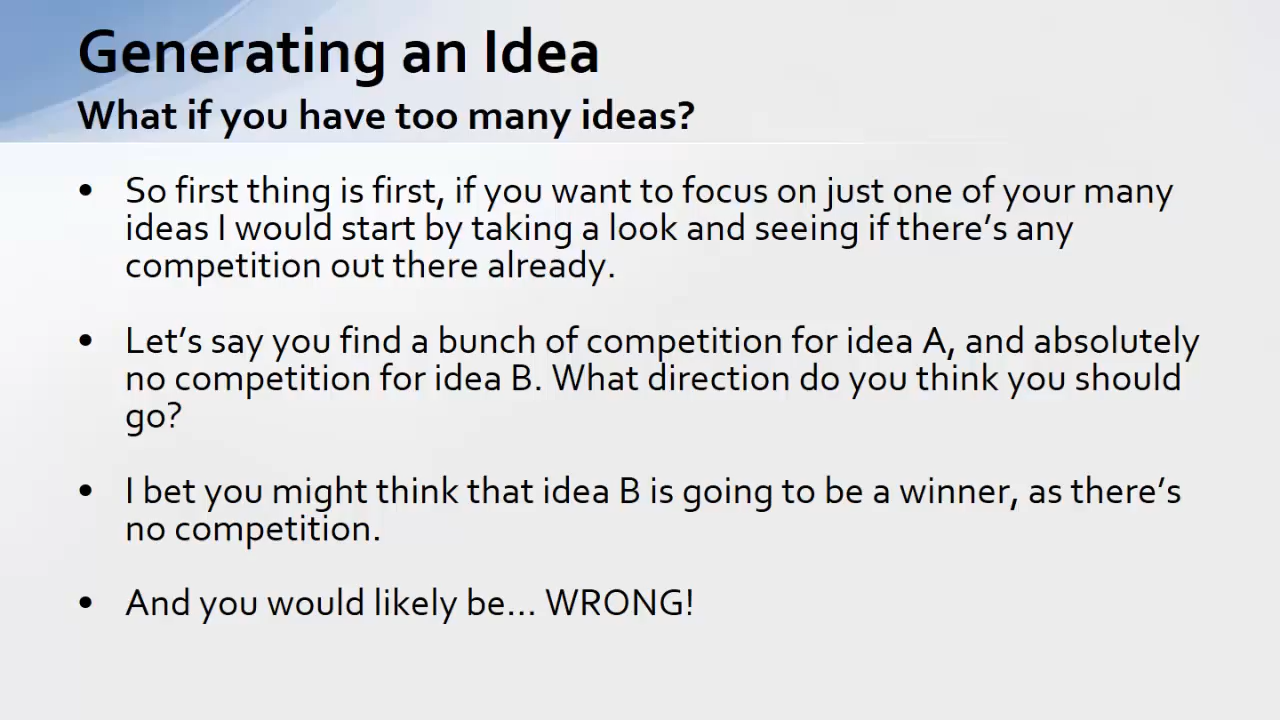 Generating an Idea
What if you have too many ideas?
• So first thing is first, if you want to focus on just one of your many
ideas I would start by taking a look and seeing if there’s any
competition out there already.
• Let’s say you find a bunch of competition for idea A, and absolutely
no competition for idea B. What direction do you think you should
go?
• I bet you might think that idea B is going to be a winner, as there’s
no competition.
• And you would likely be… WRONG!